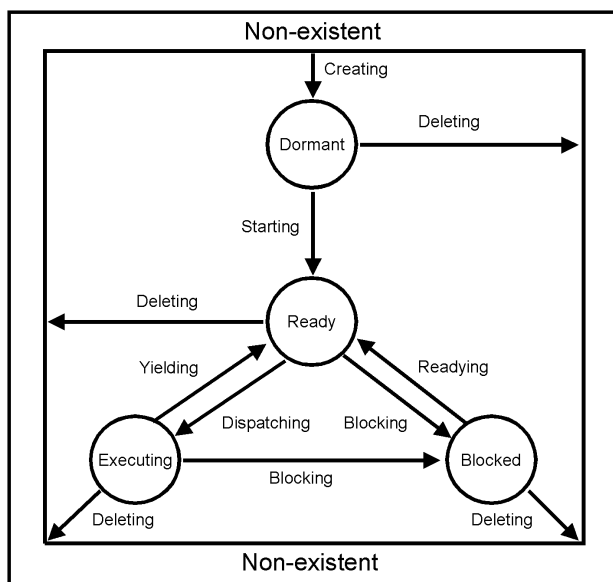 Non-existent
Creating
Deleting
Dormant
Starting
Deleting
Ready
Yielding
Readying
Dispatching
Blocking
Executing
Blocked
Blocking
Deleting
Deleting
Non-existent